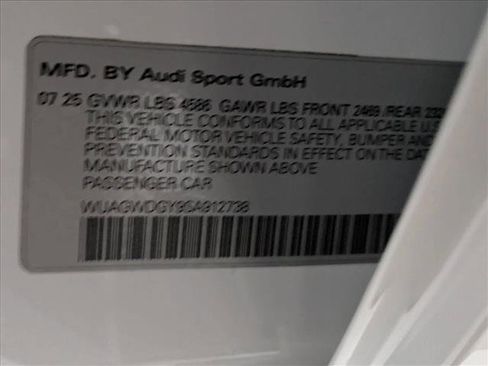 MFD. BY Audi Sport GmbH
07 25 GVWR LBS 4586 GAWR LBS FRONT 2469 /REAR 232
THIS VEHICLE CONFORMS TO ALL APPLICABLE U.S
FEDERAL MOTOR VEHICLE SAFETY, BUMPER AND
PREVENTION STANDARDS IN EFFECT ON THE DATE
MANUFACTURE SHOWN ABOVE
PASSENGER CAR
WUAGWDGY9SA912738